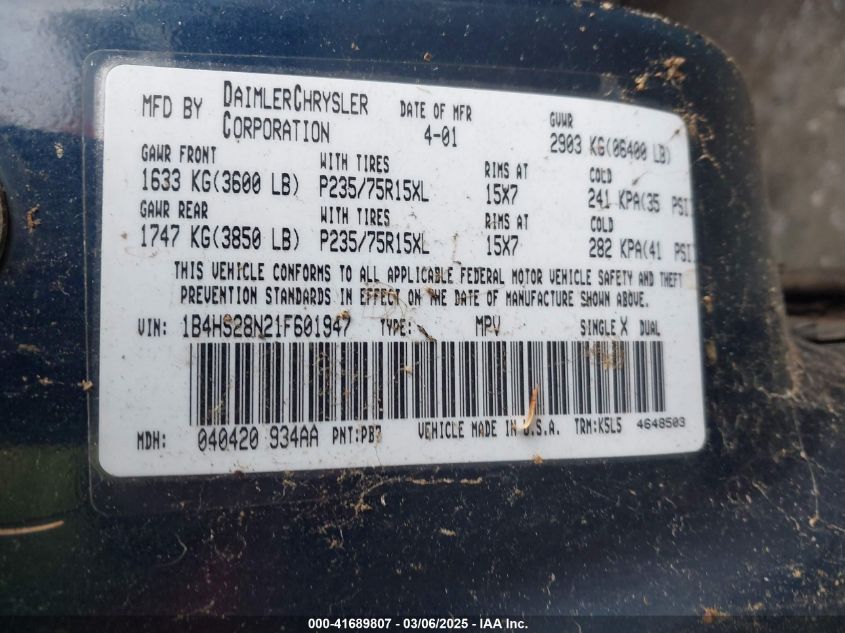 MFD BY DAIMLERCHRYSLER CORPORATION DATE OF MFR 4-01 GVWR 2903 KG(06400 LB)
GAWR FRONT WITH TIRES RIMS AT COLD
1633 KG(3600 LB) P235/75R15XL 15X7 241 KPA(35 PSI)
GAWR REAR WITH TIRES RIMS AT COLD
1747 KG(3850 LB) P235/75R15XL 15X7 282 KPA(41 PSI)
THIS VEHICLE CONFORMS TO ALL APPLICABLE FEDERAL MOTOR VEHICLE SAFETY AND THEFT
PREVENTION STANDARDS IN EFFECT ON THE DATE OF MANUFACTURE SHOWN ABOVE.
VIN: 1B4HS28N21F601947 TYPE: MPV SINGLE X DUAL
MDH: 040420 934AA PNT:PB7 VEHICLE MADE IN U.S.A. TRM:K5L5 4648503
000-41689807 - 03/06/2025 - IAA Inc.